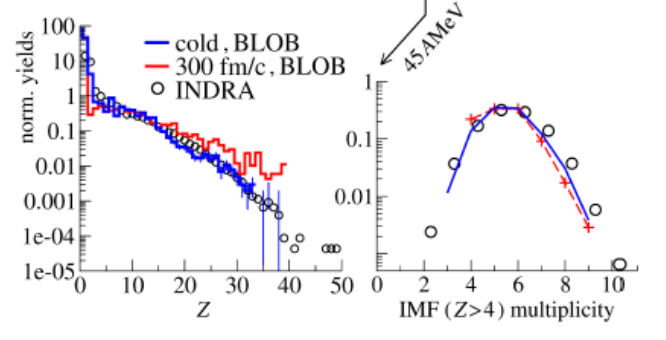 45AMeV
norm. yields
100
10
1
0.1
0.01
0.001
1e-04
1e-05
cold, BLOB
300 fm/c, BLOB
INDRA
0 10 20 30 40 50
Z
1
0.1
0.01
0 2 4 6 8 10
IMF (Z>4) multiplicity